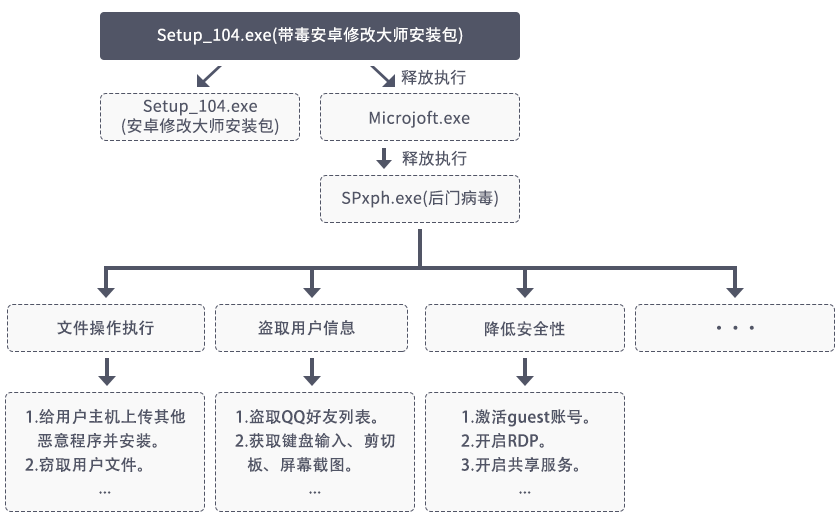 Setup_104.exe(带毒安卓修改大师安装包)
释放执行
Setup_104.exe
(安卓修改大师安装包)
Microjoft.exe
释放执行
SPxph.exe(后门病毒)
文件操作执行
盗取用户信息
降低安全性
· · ·
1.给用户主机上传其他
恶意程序并安装。
2.窃取用户文件。
...
1.盗取QQ好友列表。
2.获取键盘输入、剪切
板、屏幕截图。
...
1.激活guest账号。
2.开启RDP。
3.开启共享服务。
...